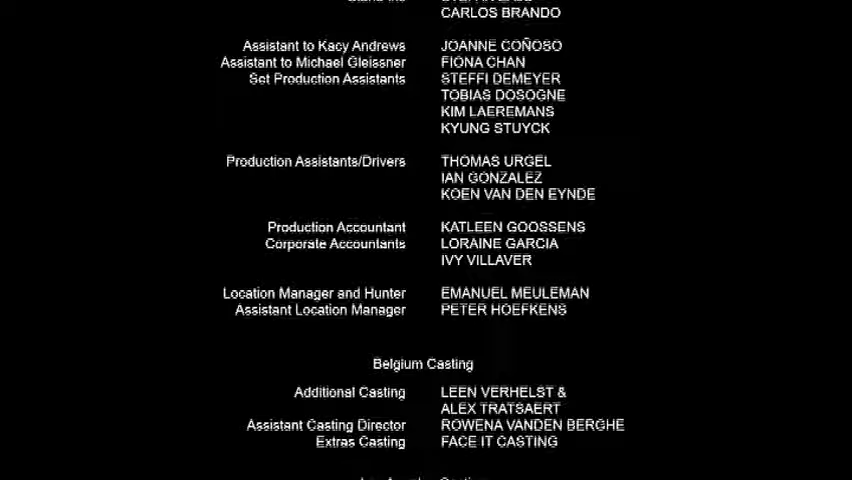 CARLOS BRANDO
Assistant to Kacy Andrews JOANNE COÑOSO
Assistant to Michael Gleissner FIONA CHAN
Set Production Assistants STEFFI DEMEYER
TOBIAS DOSOGNE
KIM LAEREMANS
KYUNG STUYCK
Production Assistants/Drivers THOMAS URGEL
IAN GONZALEZ
KOEN VAN DEN EYNDE
Production Accountant KATLEEN GOOSSENS
Corporate Accountants LORAINE GARCIA
IVY VILLAVER
Location Manager and Hunter EMANUEL MEULEMAN
Assistant Location Manager PETER HOEFKENS
Belgium Casting
Additional Casting LEEN VERHELST &
ALEX TRATSAERT
Assistant Casting Director ROWENA VANDEN BERGHE
Extras Casting FACE IT CASTING